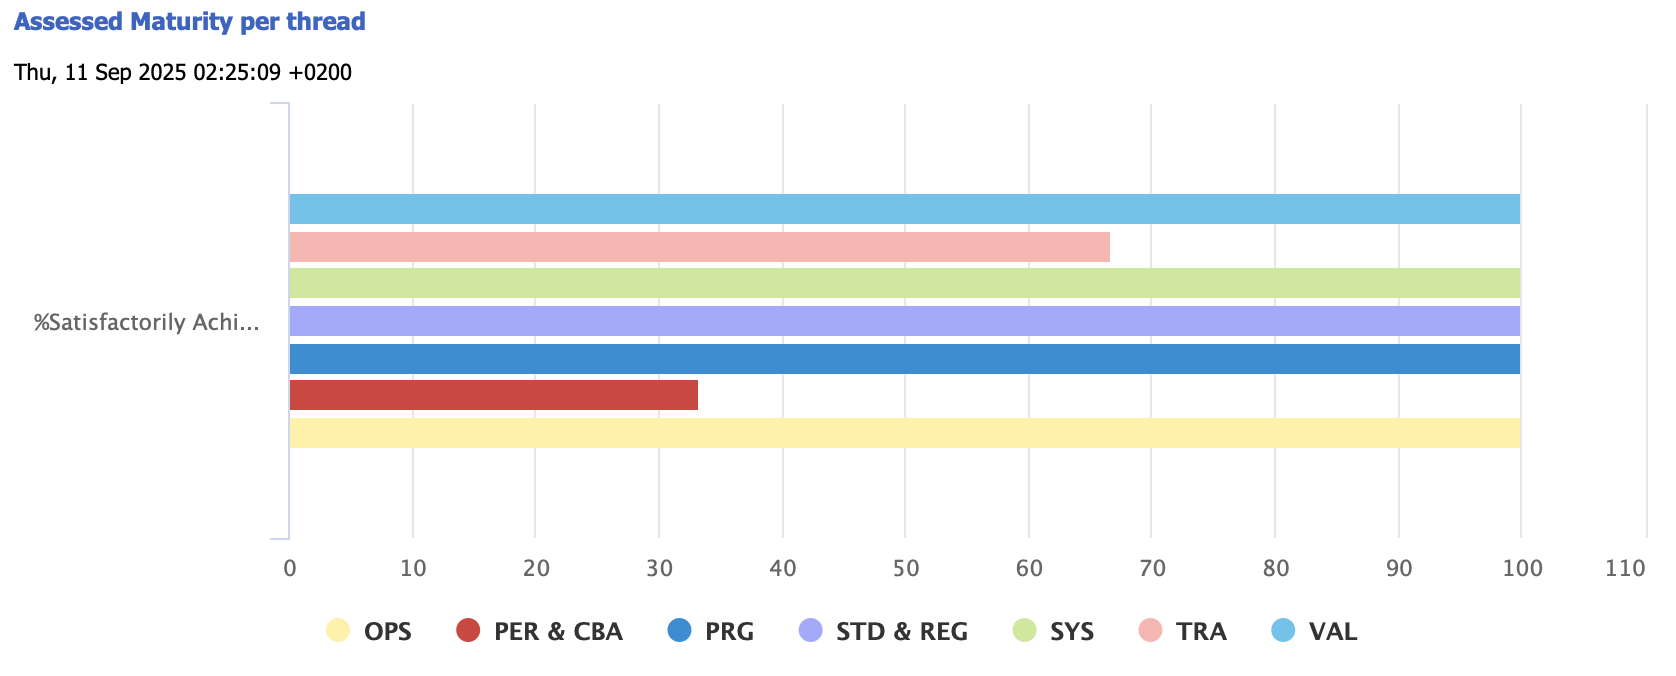 Assessed Maturity per thread
Thu, 11 Sep 2025 02:25:09 +0200
%Satisfactorily Achi...
0 10 20 30 40 50 60 70 80 90 100 110
OPS PER & CBA PRG STD & REG SYS TRA VAL